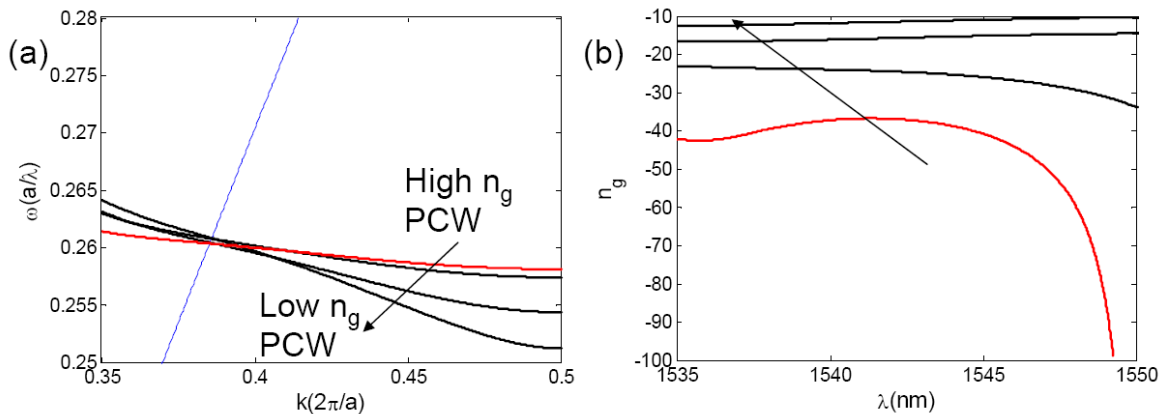 (a)
0.28
0.275
0.27
0.265
0.26
0.255
0.25
ω(a/λ)
High n_g
PCW
Low n_g
PCW
0.35
0.4
0.45
0.5
k(2π/a)
(b)
-10
-20
-30
-40
-50
-60
-70
-80
-90
-100
n_g
1535
1540
1545
1550
λ(nm)